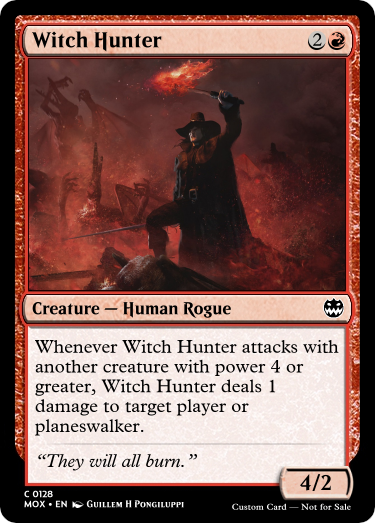 Witch Hunter 2
Creature — Human Rogue
Whenever Witch Hunter attacks with
another creature with power 4 or
greater, Witch Hunter deals 1
damage to target player or
planeswalker.
“They will all burn.”
4/2
C 0128
MOX • EN Guillem H Pongiluppi
Custom Card — Not for Sale